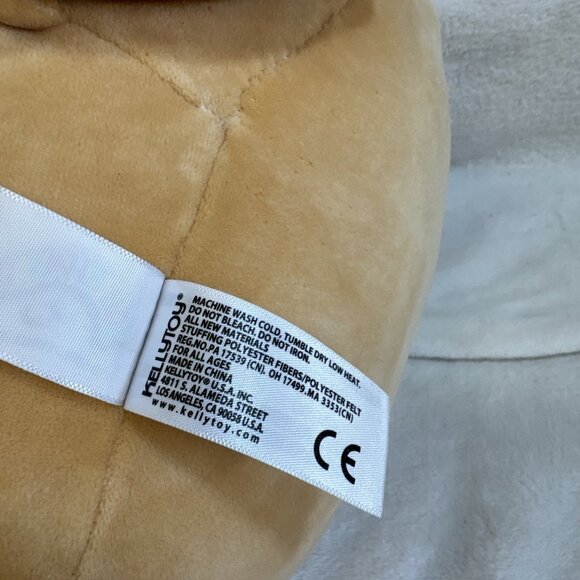 KELLYTOY®
MACHINE WASH COLD. TUMBLE DRY LOW HEAT.
DO NOT BLEACH. DO NOT IRON.
ALL NEW MATERIALS
STUFFING POLYESTER FIBERS/POLYESTER FELT
REG.NO.PA 17539 (CN). OH 17499.MA 3353(CN)
FOR ALL AGES
MADE IN CHINA
KELLYTOY® U.S.A. INC.
4811 S. ALAMEDA STREET
LOS ANGELES, CA 90058 U.S.A.
www.kellytoy.com
CE